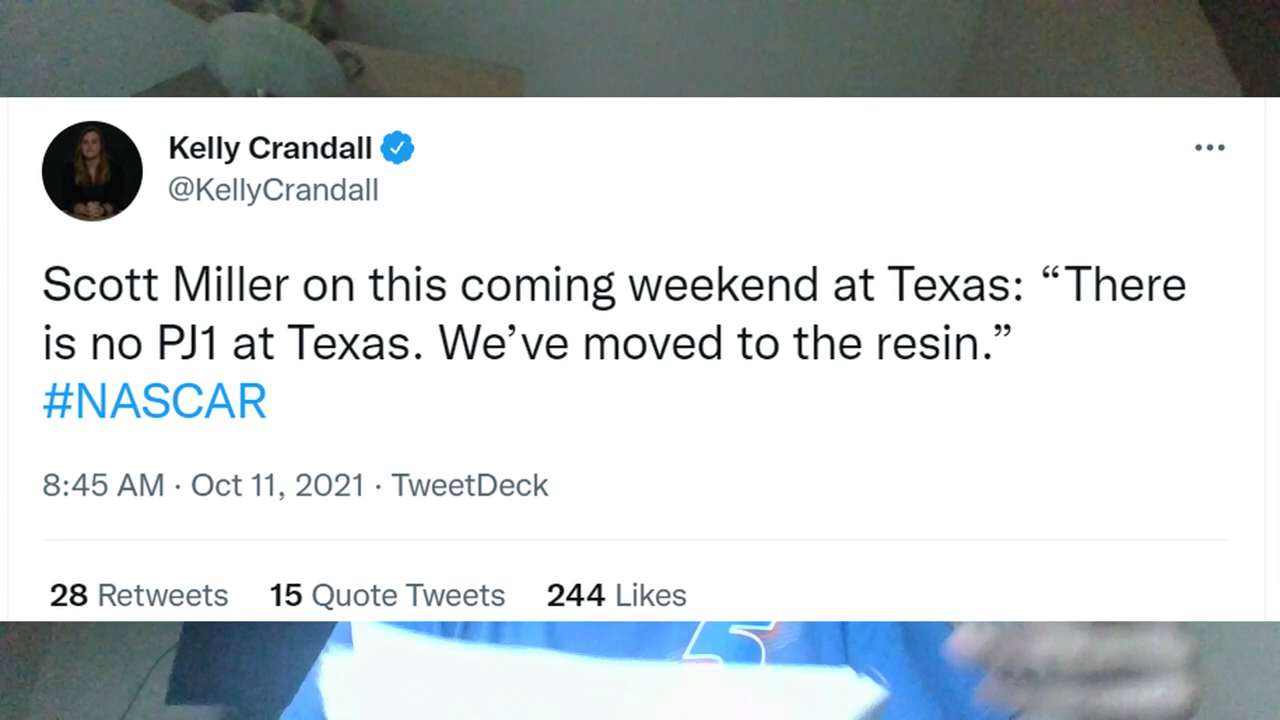 Kelly Crandall
@KellyCrandall
Scott Miller on this coming weekend at Texas: “There
is no PJ1 at Texas. We’ve moved to the resin.”
#NASCAR
8:45 AM · Oct 11, 2021 · TweetDeck
28 Retweets 15 Quote Tweets 244 Likes